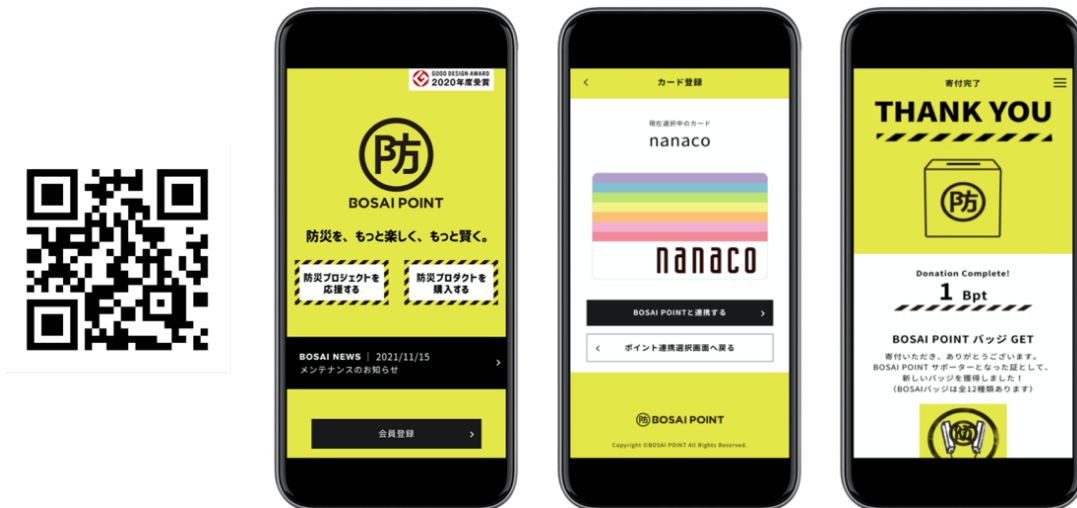 GOOD DESIGN AWARD
2020年度受賞
防
BOSAI POINT
防災を、もっと楽しく、もっと賢く。
防災プロジェクトを
応援する
防災プロダクトを
購入する
BOSAI NEWS | 2021/11/15
メンテナンスのお知らせ
会員登録
カード登録
現在選択中のカード
nanaco
nanaco
BOSAI POINTと連携する
ポイント連携選択画面へ戻る
防 BOSAI POINT
Copyright ©BOSAI POINT All Rights Reserved.
寄付完了
THANK YOU
防
Donation Complete!
1 Bpt
BOSAI POINT バッジ GET
寄付いただき、ありがとうございます。
BOSAI POINT サポーターとなった証として、
新しいバッジを獲得しました！
（BOSAIバッジは全12種類あります）
防